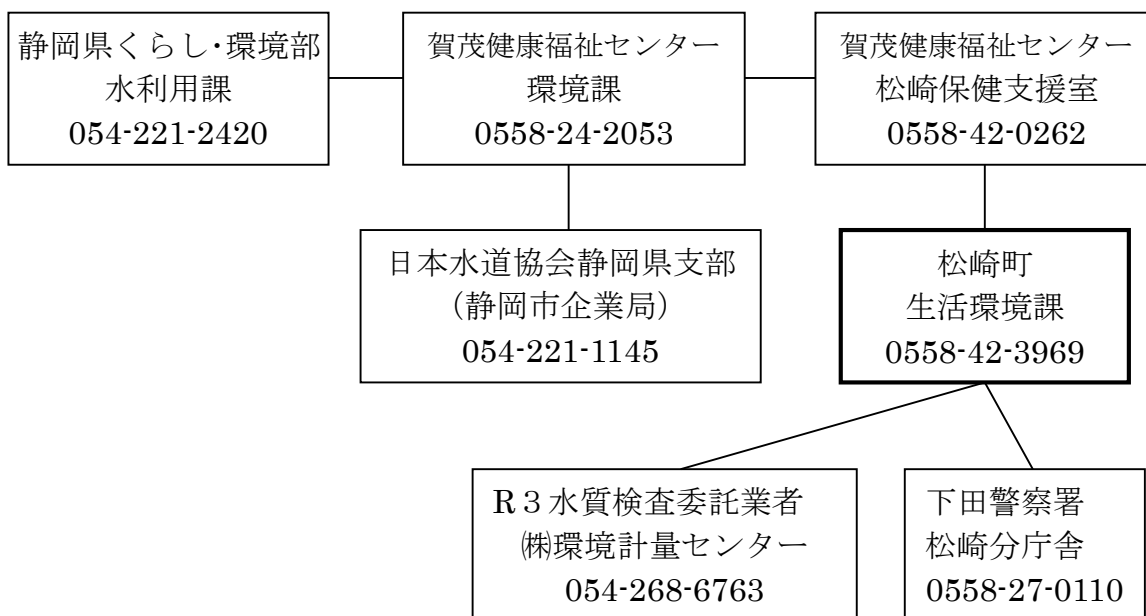 静岡県くらし･環境部
水利用課
054-221-2420
賀茂健康福祉センター
環境課
0558-24-2053
賀茂健康福祉センター
松崎保健支援室
0558-42-0262
日本水道協会静岡県支部
（静岡市企業局）
054-221-1145
松崎町
生活環境課
0558-42-3969
R３水質検査委託業者
㈱環境計量センター
054-268-6763
下田警察署
松崎分庁舎
0558-27-0110